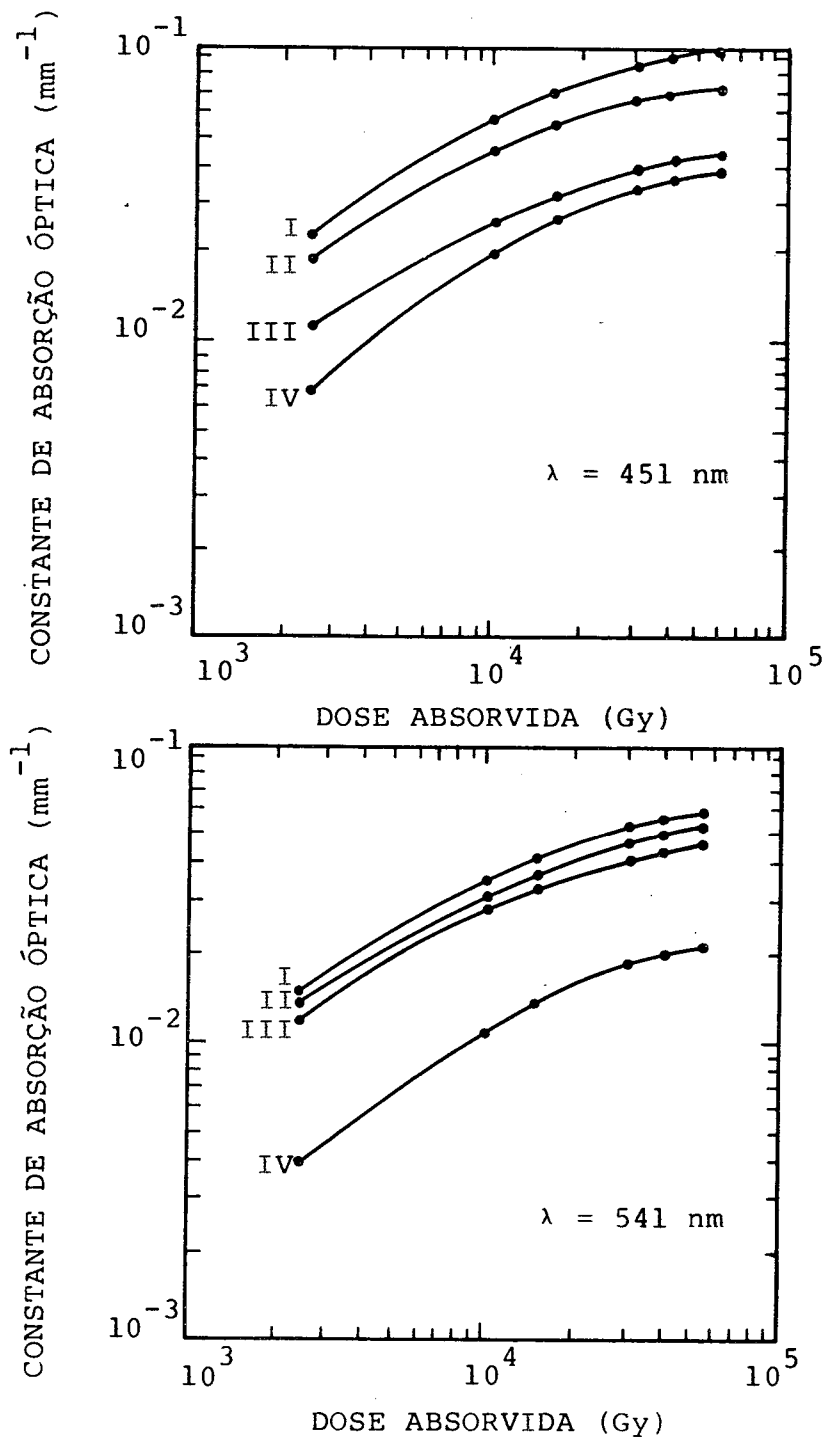 CONSTANTE DE ABSORÇÃO ÓPTICA (mm⁻¹)
10⁻¹
10⁻²
10⁻³
I
II
III
IV
λ = 451 nm
10³
10⁴
10⁵
DOSE ABSORVIDA (Gy)
CONSTANTE DE ABSORÇÃO ÓPTICA (mm⁻¹)
10⁻¹
10⁻²
10⁻³
I
II
III
IV
λ = 541 nm
10³
10⁴
10⁵
DOSE ABSORVIDA (Gy)